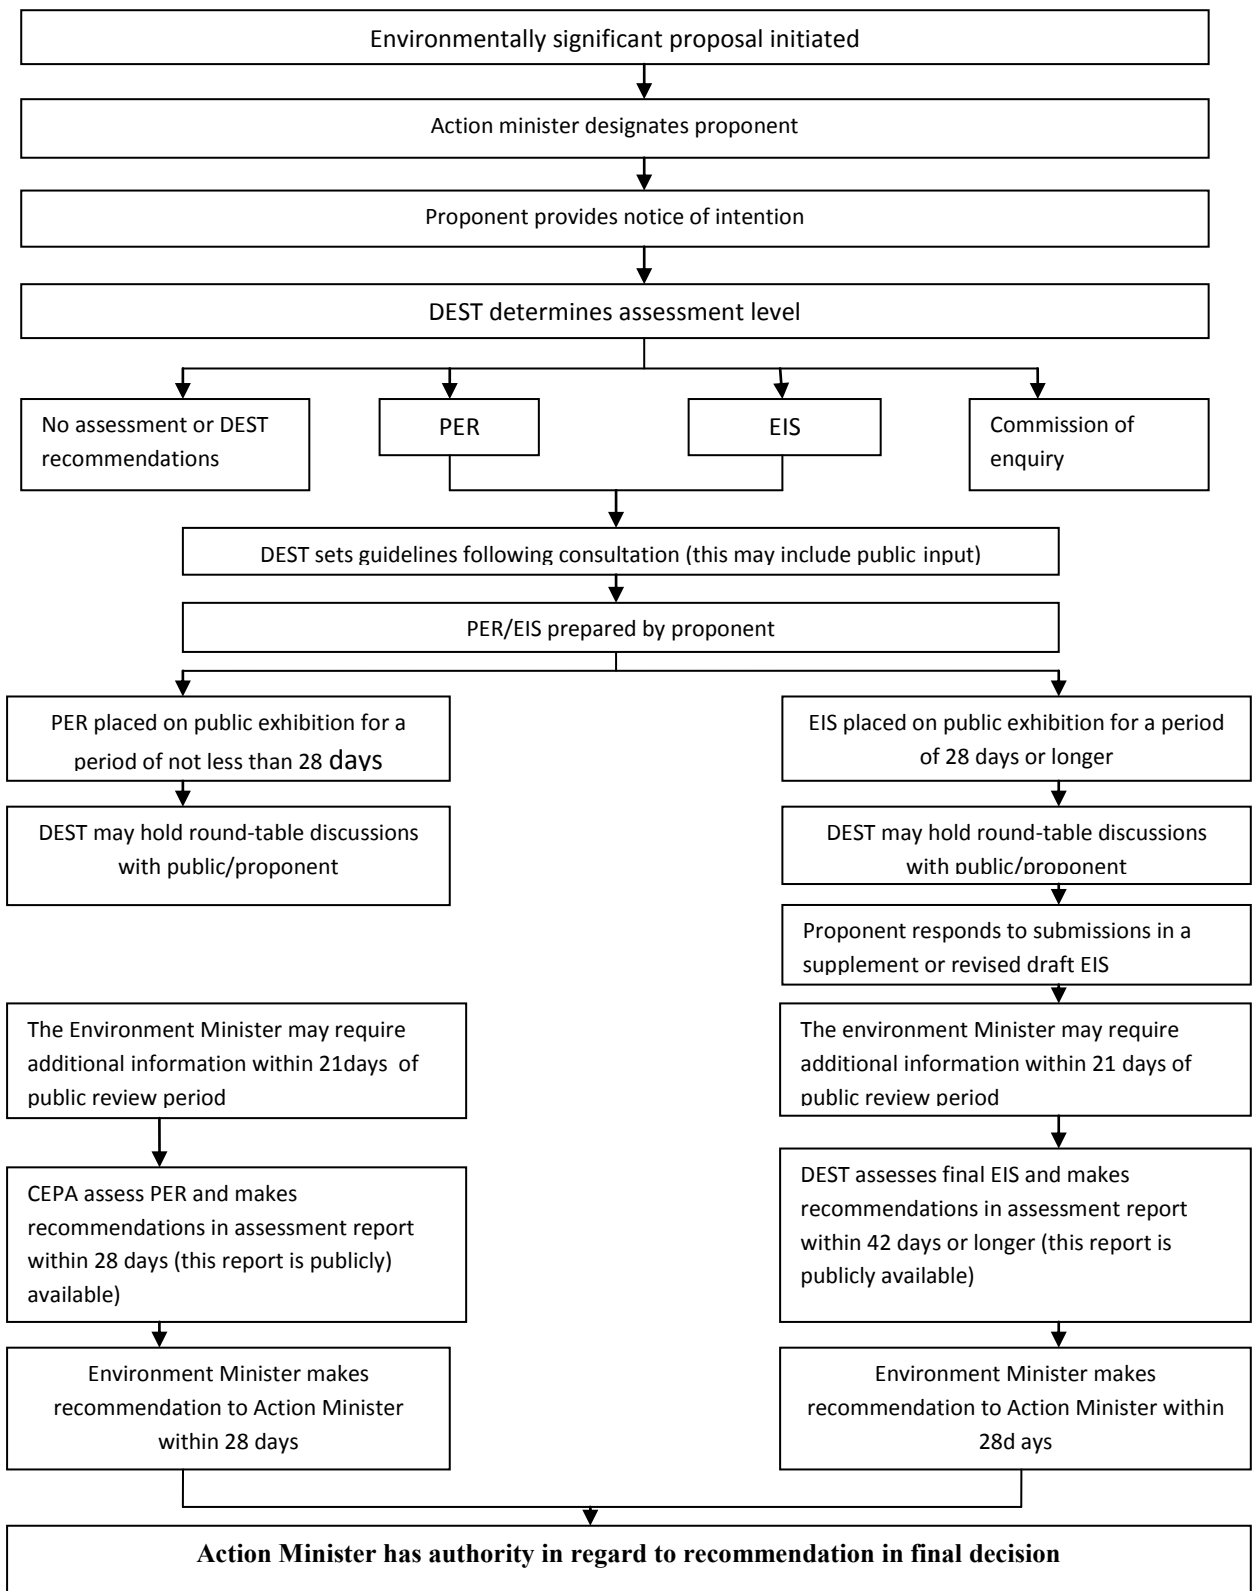 Environmentally significant proposal initiated
Action minister designates proponent
Proponent provides notice of intention
DEST determines assessment level
No assessment or DEST
recommendations
PER
EIS
Commission of
enquiry
DEST sets guidelines following consultation (this may include public input)
PER/EIS prepared by proponent
PER placed on public exhibition for a
period of not less than 28 days
DEST may hold round-table discussions
with public/proponent
The Environment Minister may require
additional information within 21days of
public review period
CEPA assess PER and makes
recommendations in assessment report
within 28 days (this report is publicly)
available)
Environment Minister makes
recommendation to Action Minister
within 28 days
EIS placed on public exhibition for a period
of 28 days or longer
DEST may hold round-table discussions
with public/proponent
Proponent responds to submissions in a
supplement or revised draft EIS
The environment Minister may require
additional information within 21 days of
public review period
DEST assesses final EIS and makes
recommendations in assessment report
within 42 days or longer (this report is
publicly available)
Environment Minister makes
recommendation to Action Minister within
28d ays
Action Minister has authority in regard to recommendation in final decision